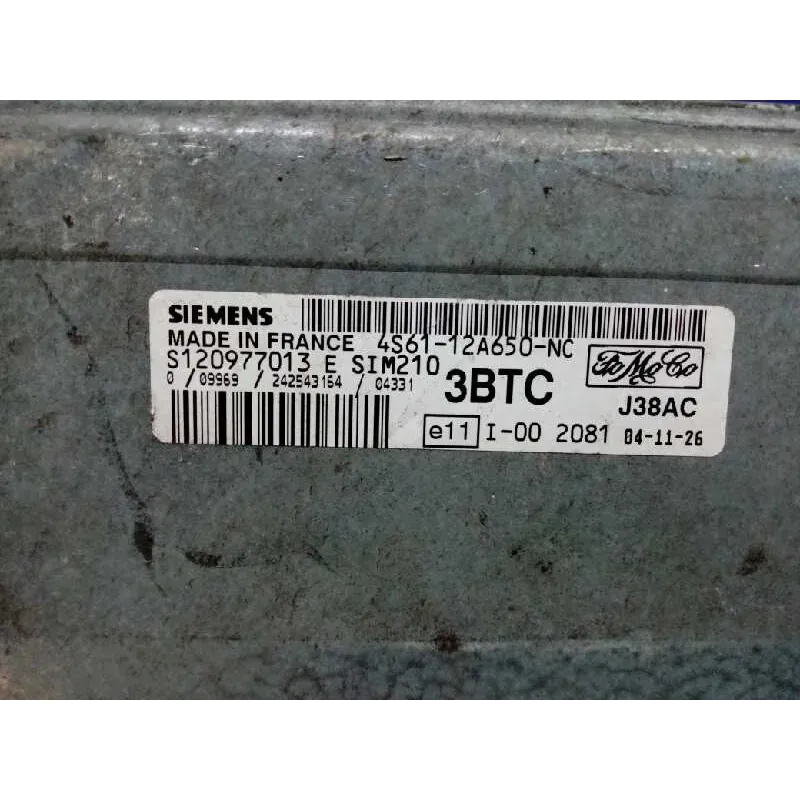 SIEMENS
MADE IN FRANCE 4S61-12A650-NC
S120977013 E SIM210
0 / 09969 / 242543164 / 04331
3BTC
FoMoCo
J38AC
e11 I-00 2081 04-11-26